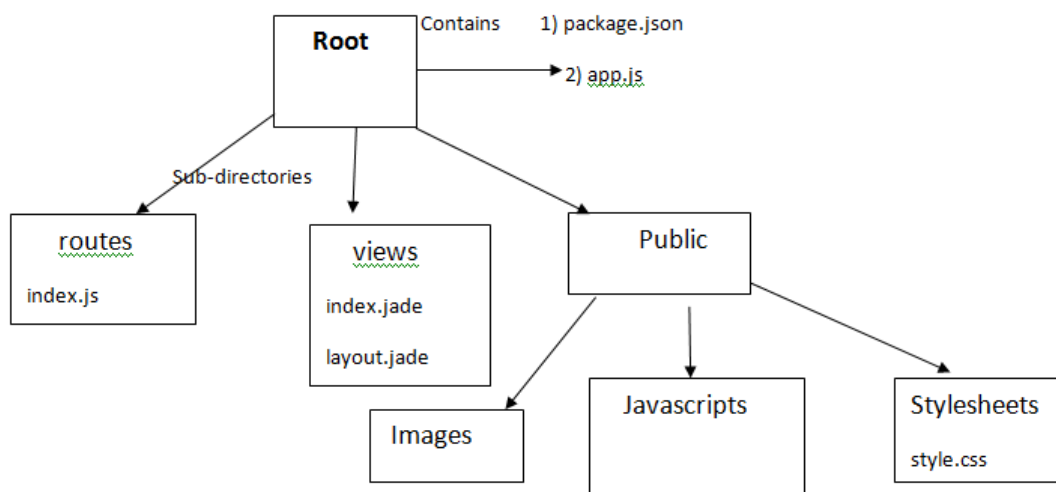 Root
Contains
1) package.json
2) app.js
Sub-directories
routes
index.js
views
index.jade
layout.jade
Public
Images
Javascripts
Stylesheets
style.css